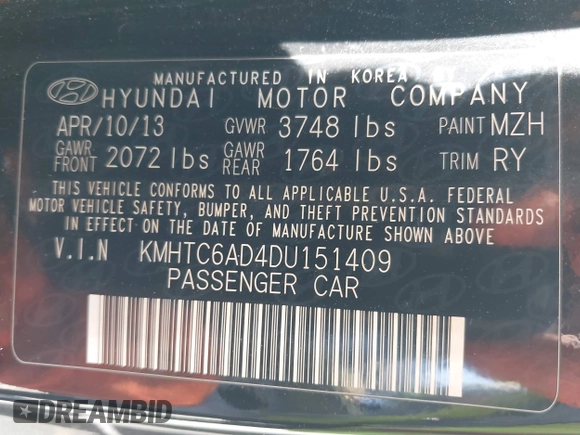 MANUFACTURED IN KOREA
HYUNDAI MOTOR COMPANY
APR/10/13 GVWR 3748 lbs PAINT MZH
GAWR FRONT 2072 lbs GAWR REAR 1764 lbs TRIM RY
THIS VEHICLE CONFORMS TO ALL APPLICABLE U.S.A. FEDERAL
MOTOR VEHICLE SAFETY, BUMPER, AND THEFT PREVENTION STANDARDS
IN EFFECT ON THE DATE OF MANUFACTURE SHOWN ABOVE.
V.I.N KMHTC6AD4DU151409
PASSENGER CAR
DREAMBID